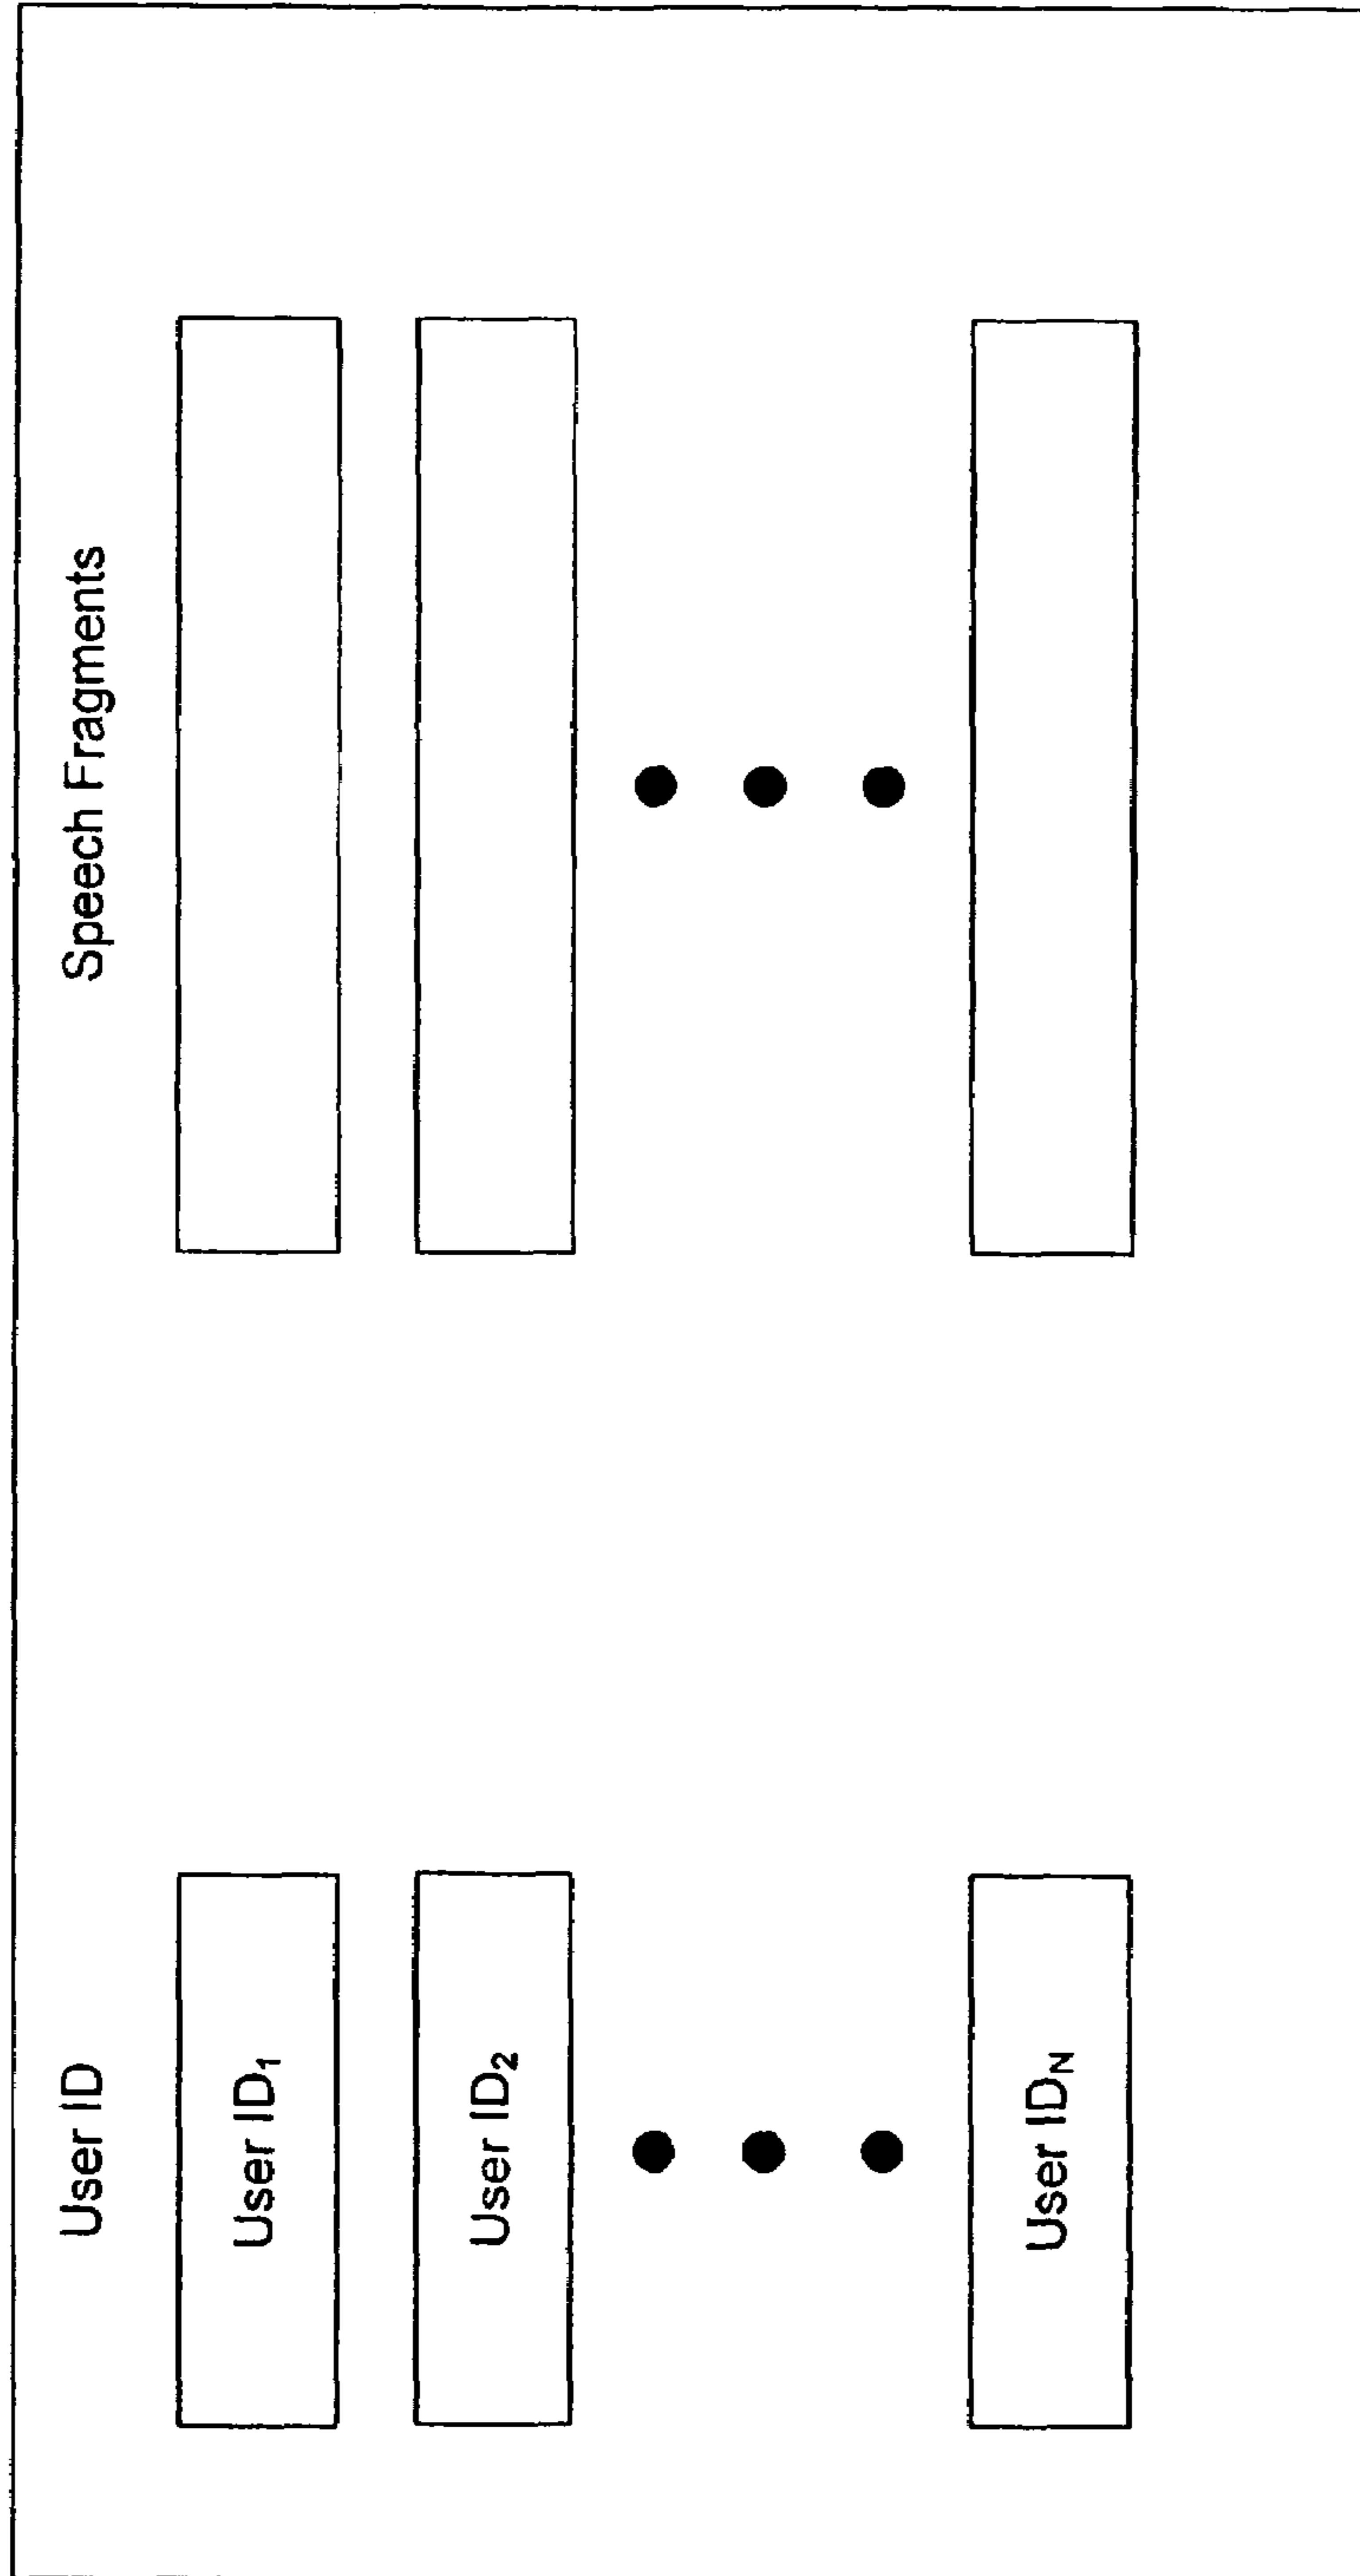 User ID Speech Fragments
User ID₁
User ID₂
User IDN